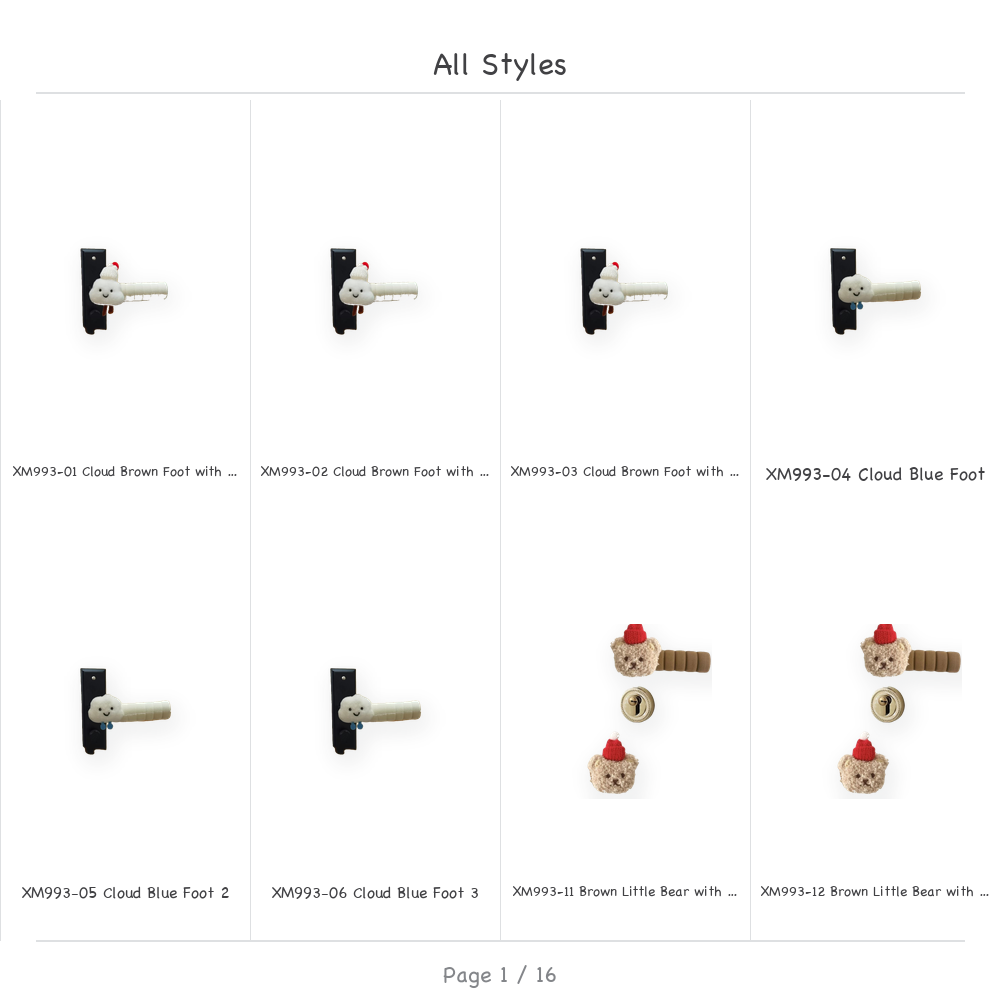 All Styles
XM993-01 Cloud Brown Foot with ...
XM993-02 Cloud Brown Foot with ...
XM993-03 Cloud Brown Foot with ...
XM993-04 Cloud Blue Foot
XM993-05 Cloud Blue Foot 2
XM993-06 Cloud Blue Foot 3
XM993-11 Brown Little Bear with ...
XM993-12 Brown Little Bear with ...
Page 1 / 16